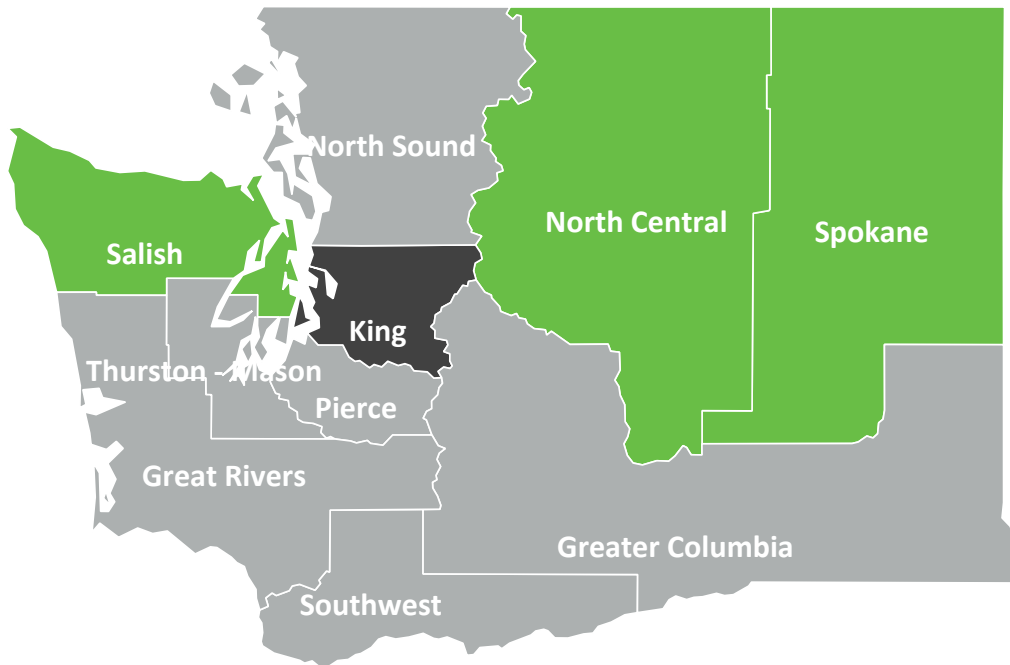 North Sound
North Central
Spokane
Salish
King
Thurston - Mason
Pierce
Great Rivers
Greater Columbia
Southwest